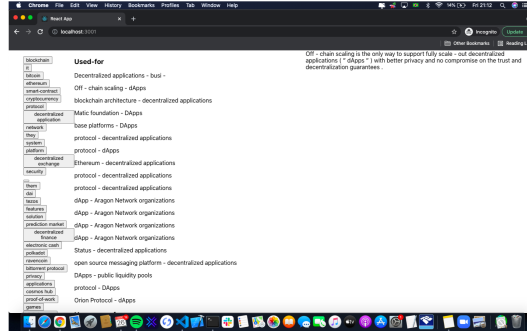 Chrome File Edit View History Bookmarks Profiles Tab Window Help
14% Fri 21:12
React App
localhost:3001
Incognito
Update
Other Bookmarks
Reading L
blockchain
it
bitcoin
ethereum
smart-contract
cryptocurrency
protocol
decentralized application
network
they
system
platform
decentralized exchange
security
them
dai
tezos
features
solution
prediction market
decentralized finance
electronic cash
polkadot
ravencoin
bittorrent protocol
privacy
applications
cosmos hub
proof-of-work
games
Used-for
Decentralized applications - busi -
Off - chain scaling - dApps
blockchain architecture - decentralized applications
Matic foundation - DApps
base platforms - DApps
protocol - decentralized applications
protocol - dApps
Ethereum - decentralized applications
protocol - decentralized applications
protocol - decentralized applications
protocol - decentralized applications
dApp - Aragon Network organizations
dApp - Aragon Network organizations
dApp - Aragon Network organizations
dApp - Aragon Network organizations
Status - decentralized applications
open source messaging platform - decentralized applications
DApps - public liquidity pools
protocol - DApps
Orion Protocol - dApps
Off - chain scaling is the only way to support fully scale - out decentralized
applications ( " dApps " ) with better privacy and no compromise on the trust and
decentralization guarantees .